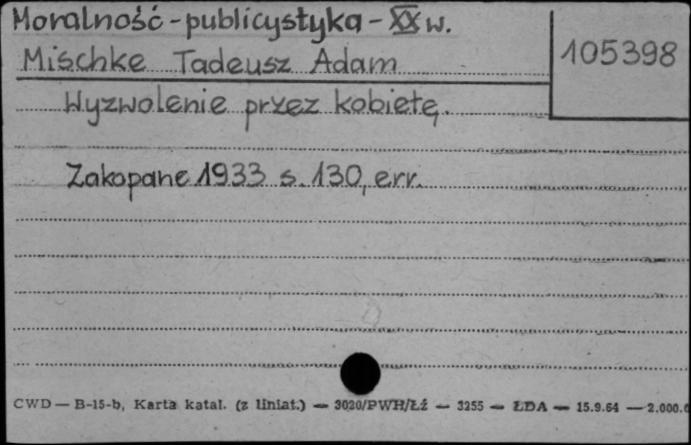 Moralność - publicystyka - XX w.
Mischke Tadeusz Adam
105398
Wyzwolenie przez kobietę.
Zakopane 1933 s. 130, err.
CWD — B-15-b, Karta katal. (z liniat.) — 3020/PWH/Łź — 3255 — ŁDA — 15.9.64 — 2.000.0